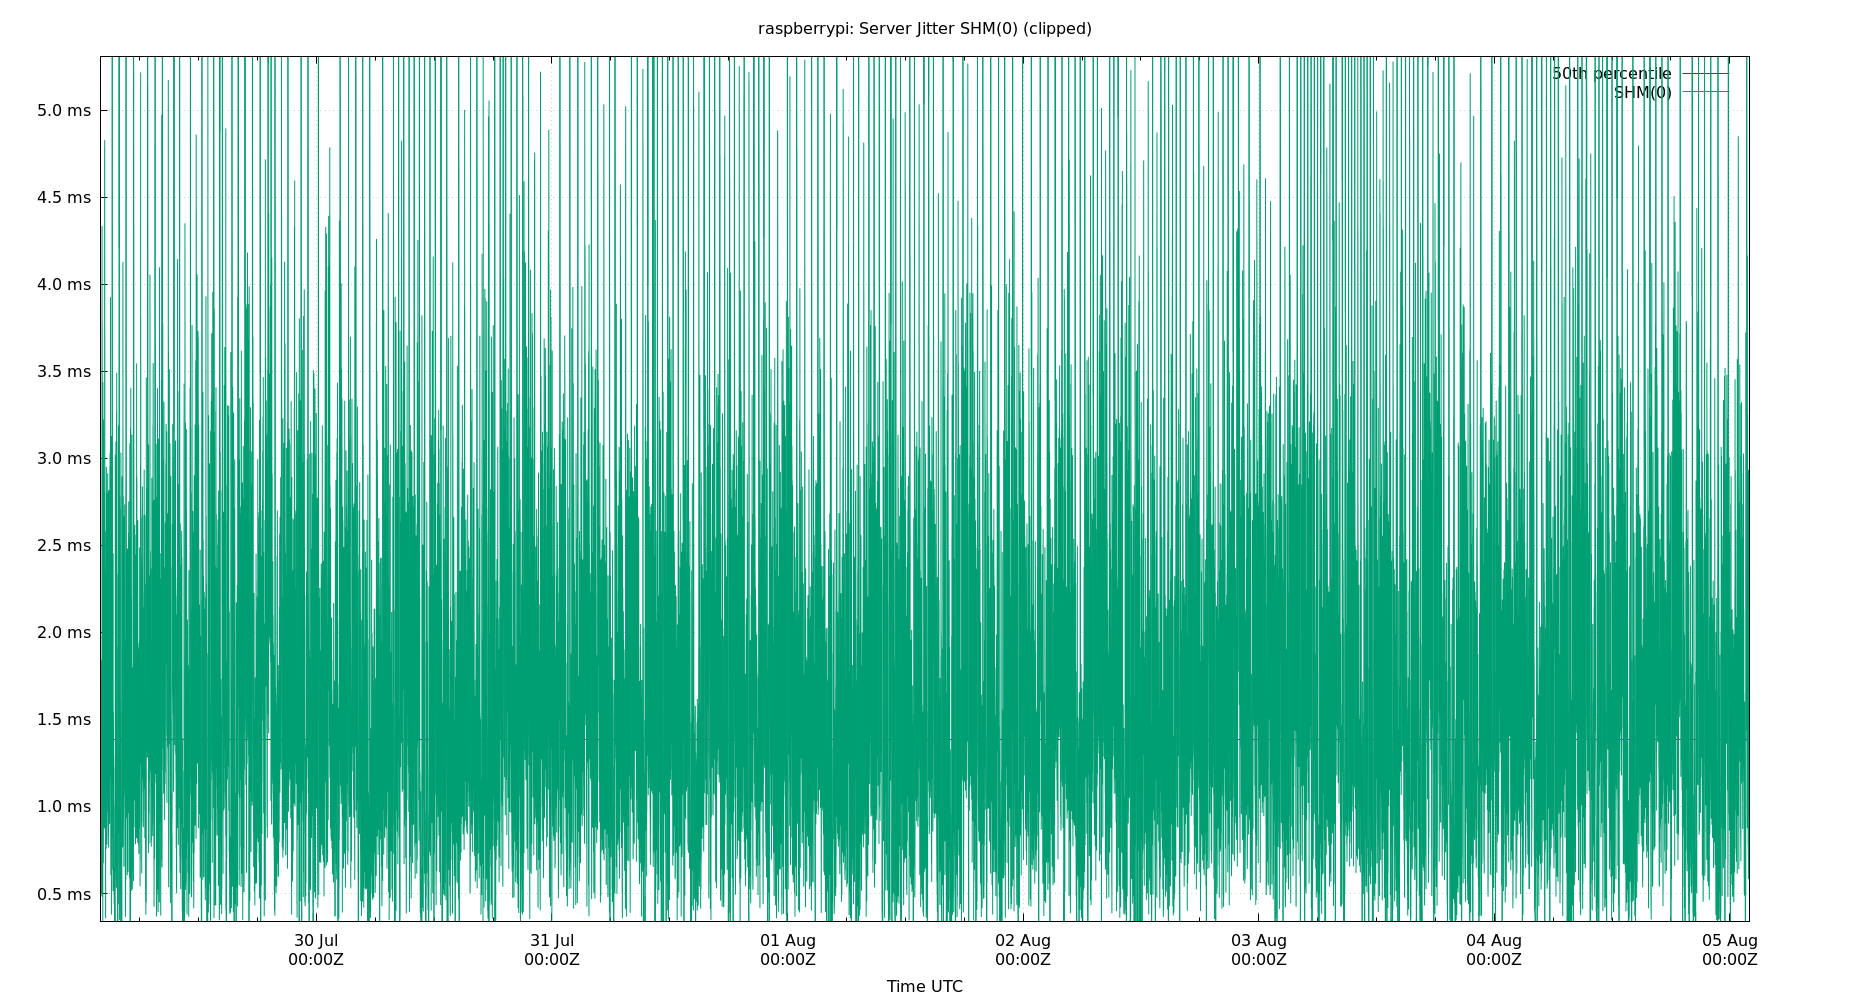 raspberrypi: Server Jitter SHM(0) (clipped)
50th percentile
SHM(0)
5.0 ms
4.5 ms
4.0 ms
3.5 ms
3.0 ms
2.5 ms
2.0 ms
1.5 ms
1.0 ms
0.5 ms
30 Jul 31 Jul 01 Aug 02 Aug 03 Aug 04 Aug 05 Aug
00:00Z 00:00Z 00:00Z 00:00Z 00:00Z 00:00Z 00:00Z
Time UTC